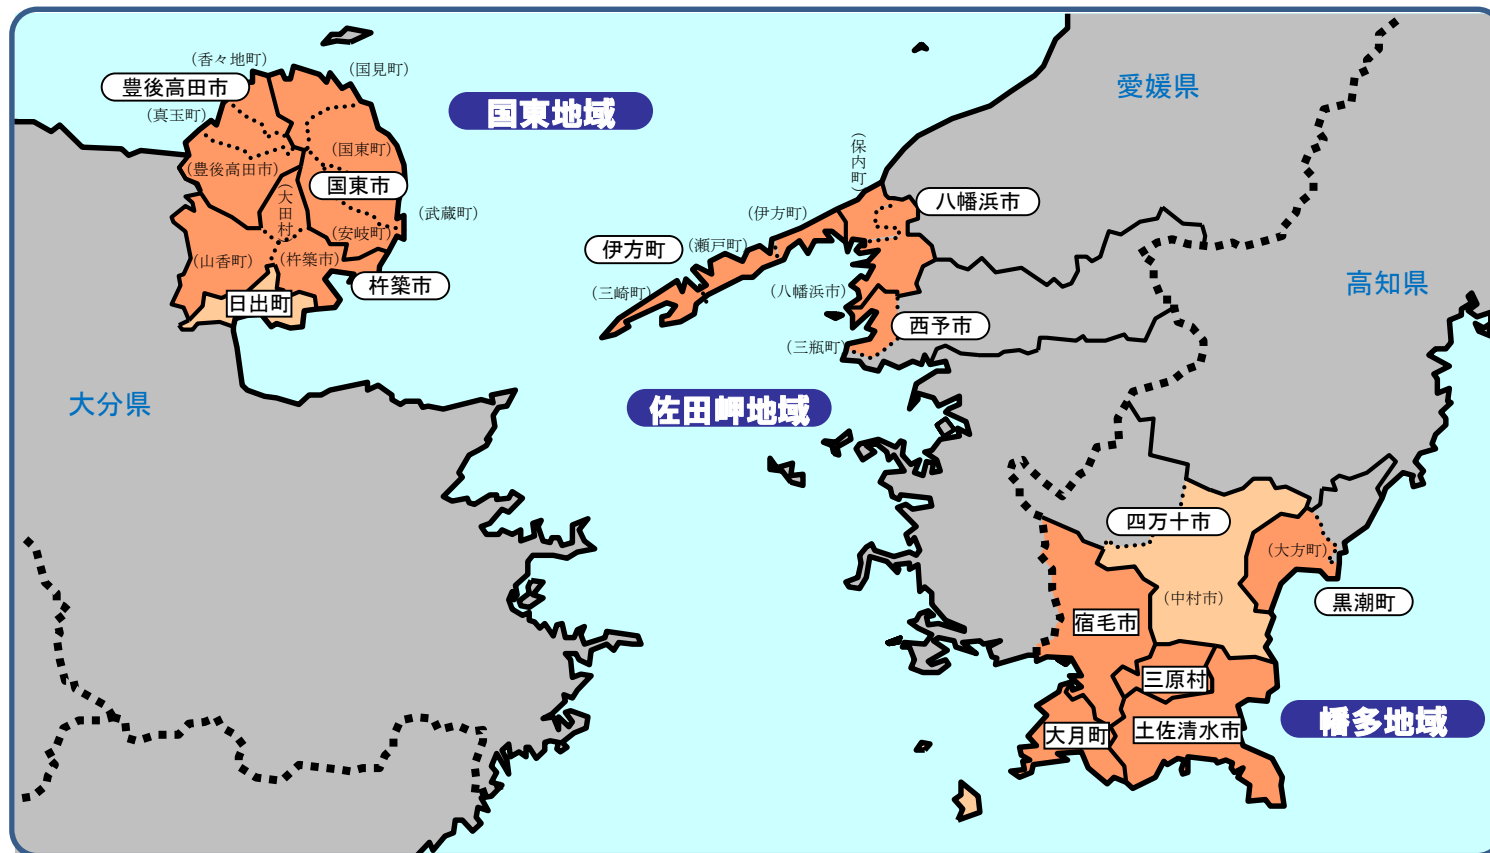 （香々地町）
（国見町）
豊後高田市
（真玉町）
国東地域
愛媛県
（国東町）
（保内町）
（豊後高田市）
国東市
（大田村）
八幡浜市
（武蔵町）
（伊方町）
（安岐町）
伊方町
（瀬戸町）
（山香町）
（杵築市）
杵築市
高知県
（三崎町）
（八幡浜市）
日出町
西予市
（三瓶町）
大分県
佐田岬地域
四万十市
（大方町）
（中村市）
黒潮町
宿毛市
三原村
幡多地域
大月町
土佐清水市